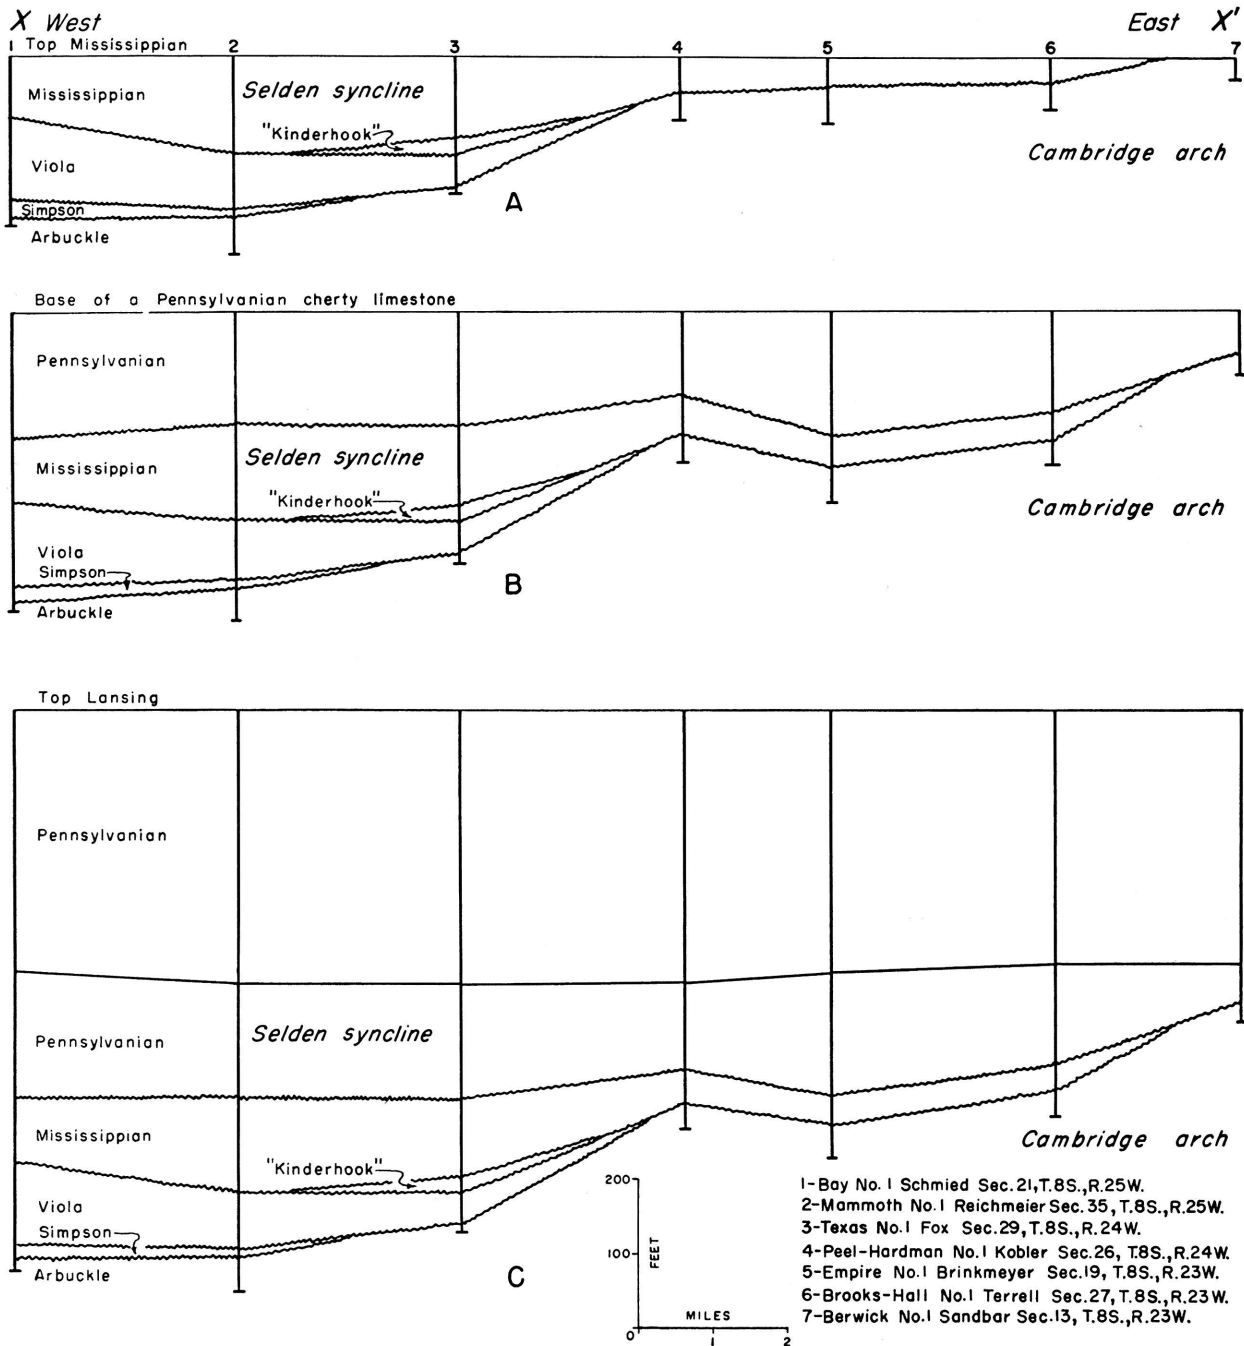 X West East X'
1 Top Mississippian 2 3 4 5 6 7
Mississippian
Selden syncline
"Kinderhook"
Cambridge arch
Viola
A
Simpson
Arbuckle
Base of a Pennsylvanian cherty limestone
Pennsylvanian
Selden syncline
Mississippian
"Kinderhook"
Cambridge arch
Viola
Simpson
B
Arbuckle
Top Lansing
Pennsylvanian
Selden syncline
Pennsylvanian
Mississippian
Cambridge arch
"Kinderhook"
Viola
Simpson
Arbuckle
C
200
100
FEET
MILES
0 1 2
1-Bay No.1 Schmied Sec.21,T.8S.,R.25W.
2-Mammoth No.1 Reichmeier Sec.35,T.8S.,R.25W.
3-Texas No.1 Fox Sec.29,T.8S.,R.24W.
4-Peel-Hardman No.1 Kobler Sec.26, T.8S.,R.24W.
5-Empire No.1 Brinkmeyer Sec.19, T.8S.,R.23W.
6-Brooks-Hall No.1 Terrell Sec.27,T.8S.,R.23W.
7-Berwick No.1 Sandbar Sec.13, T.8S.,R.23W.